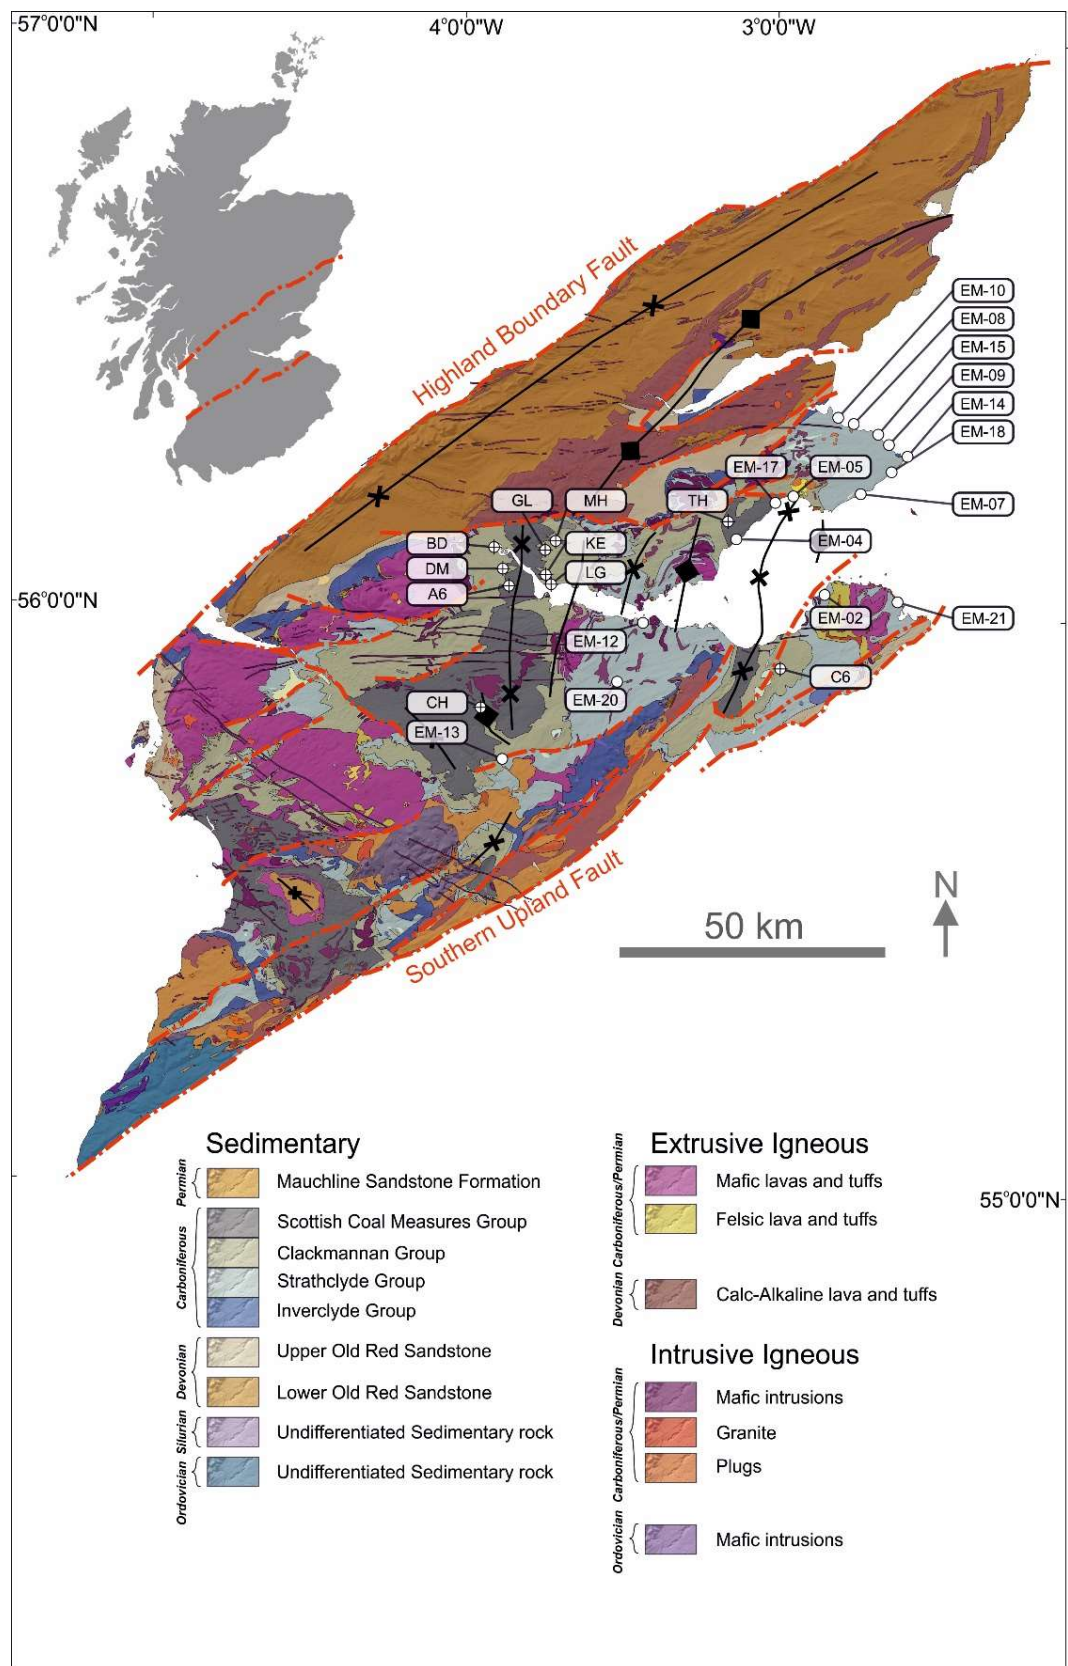 57°0'0"N
4°0'0"W
3°0'0"W
Highland Boundary Fault
EM-10
EM-08
EM-15
EM-09
EM-14
EM-18
EM-17
EM-05
GL
MH
TH
EM-07
BD
KE
EM-04
DM
LG
A6
56°0'0"N
EM-02
EM-21
EM-12
C6
EM-20
CH
EM-13
Southern Upland Fault
50 km
N
55°0'0"N
Sedimentary
Permian
Mauchline Sandstone Formation
Carboniferous
Scottish Coal Measures Group
Clackmannan Group
Strathclyde Group
Inverclyde Group
Devonian
Upper Old Red Sandstone
Lower Old Red Sandstone
Silurian
Undifferentiated Sedimentary rock
Ordovician
Undifferentiated Sedimentary rock
Extrusive Igneous
Carboniferous/Permian
Mafic lavas and tuffs
Felsic lava and tuffs
Devonian
Calc-Alkaline lava and tuffs
Intrusive Igneous
Carboniferous/Permian
Mafic intrusions
Granite
Plugs
Ordovician
Mafic intrusions